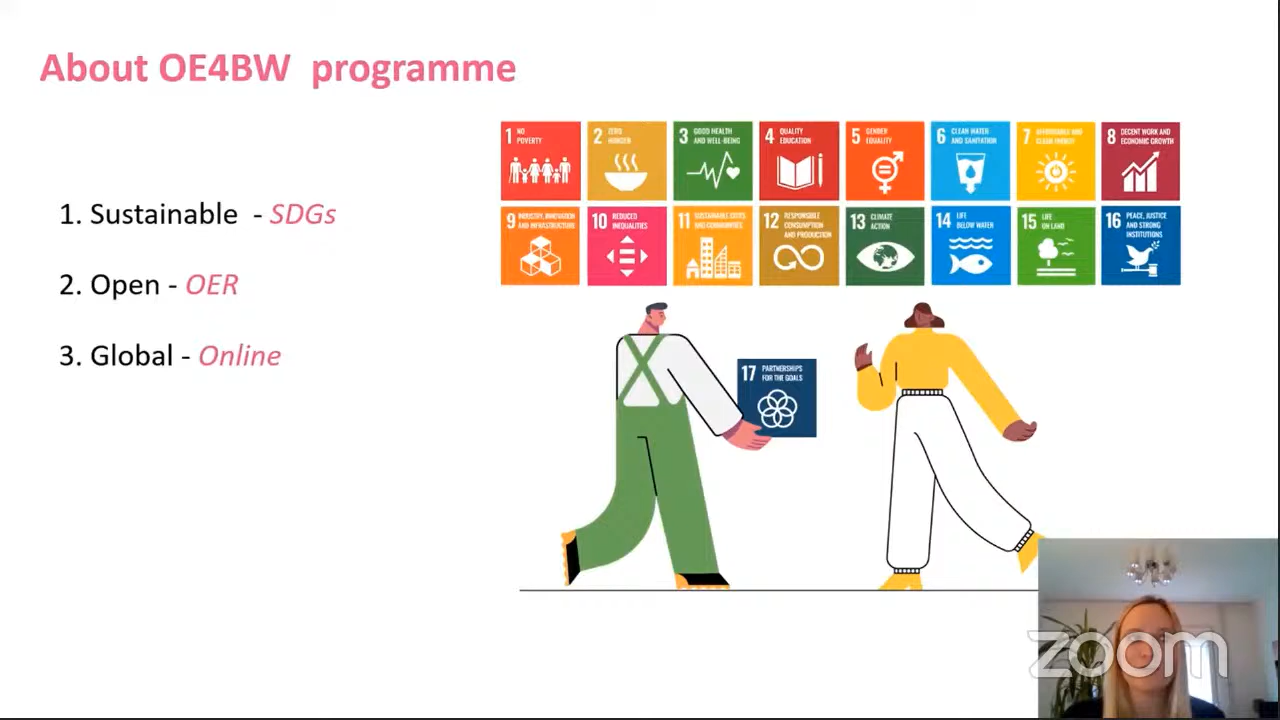 About OE4BW programme
1. Sustainable - SDGs
2. Open - OER
3. Global - Online
1 NO
POVERTY
2 ZERO
HUNGER
3 GOOD HEALTH
AND WELL-BEING
4 QUALITY
EDUCATION
5 GENDER
EQUALITY
6 CLEAN WATER
AND SANITATION
7 AFFORDABLE AND
CLEAN ENERGY
8 DECENT WORK AND
ECONOMIC GROWTH
9 INDUSTRY, INNOVATION
AND INFRASTRUCTURE
10 REDUCED
INEQUALITIES
11 SUSTAINABLE CITIES
AND COMMUNITIES
12 RESPONSIBLE
CONSUMPTION
AND PRODUCTION
13 CLIMATE
ACTION
14 LIFE
BELOW WATER
15 LIFE
ON LAND
16 PEACE, JUSTICE
AND STRONG
INSTITUTIONS
17 PARTNERSHIPS
FOR THE GOALS
zoom